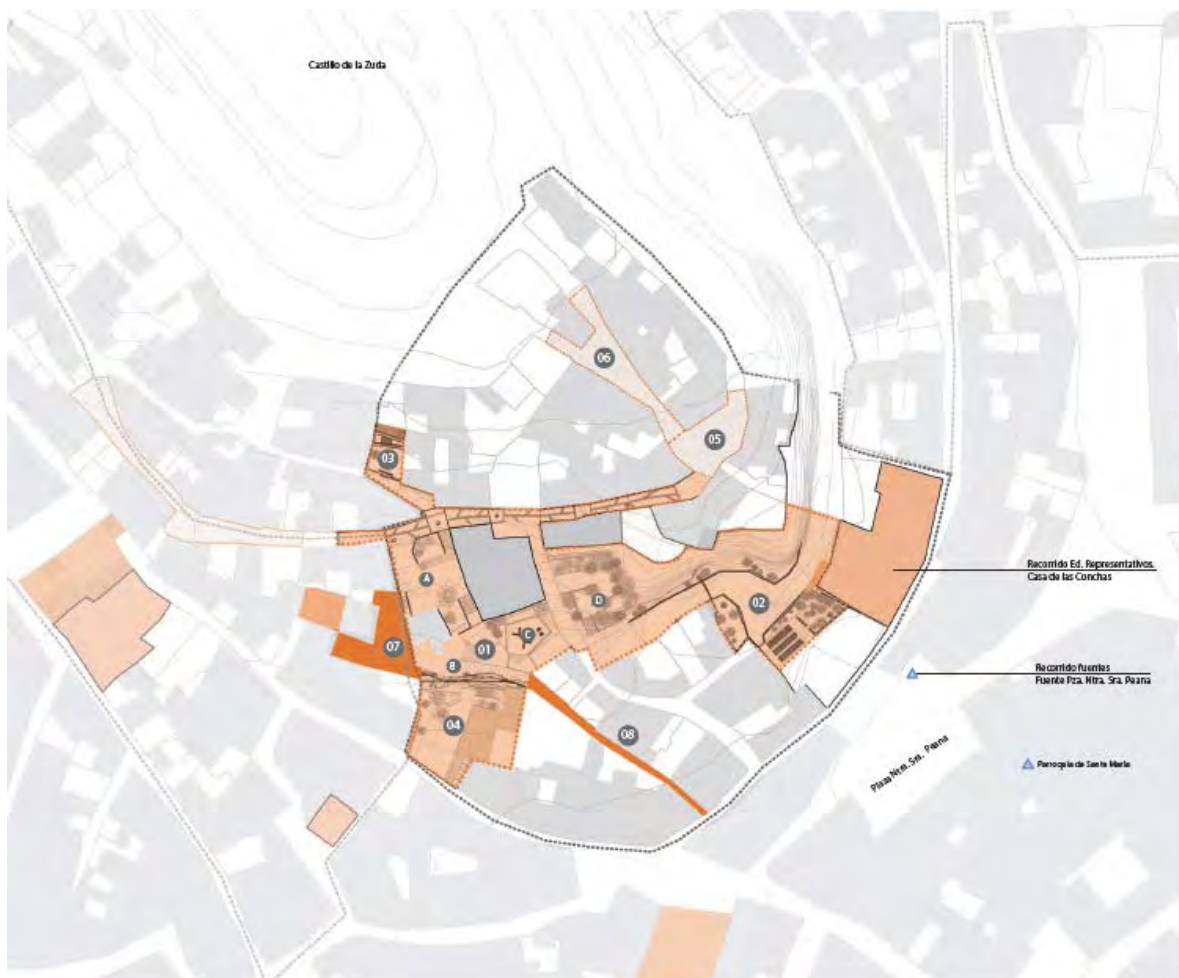 Castillo de la Zuda
06
05
03
A
D
02
C
01
07
B
04
08
Recorrido Ed. Representativos.
Casa de las Conchas
Recorrido fuentes
Fuente Pza. Ntra. Sra. Peana
Plaza Ntra. Sra. Peana
Parroquia de Santa María